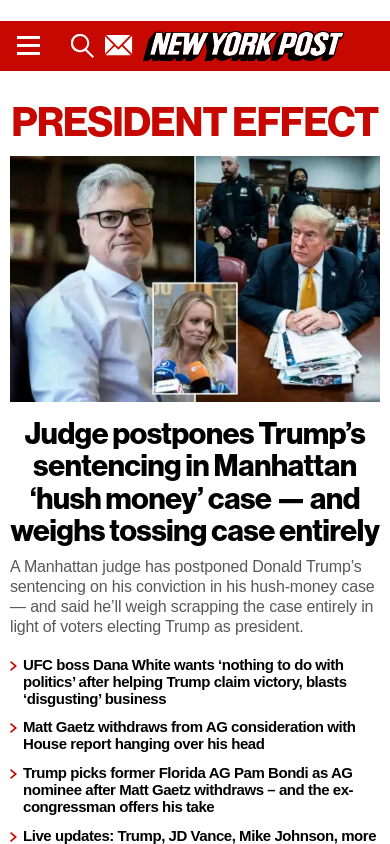 NEW YORK POST
PRESIDENT EFFECT
Judge postpones Trump’s
sentencing in Manhattan
‘hush money’ case — and
weighs tossing case entirely
A Manhattan judge has postponed Donald Trump’s
sentencing on his conviction in his hush-money case
— and said he’ll weigh scrapping the case entirely in
light of voters electing Trump as president.
UFC boss Dana White wants ‘nothing to do with
politics’ after helping Trump claim victory, blasts
‘disgusting’ business
Matt Gaetz withdraws from AG consideration with
House report hanging over his head
Trump picks former Florida AG Pam Bondi as AG
nominee after Matt Gaetz withdraws – and the ex-
congressman offers his take
Live updates: Trump, JD Vance, Mike Johnson, more